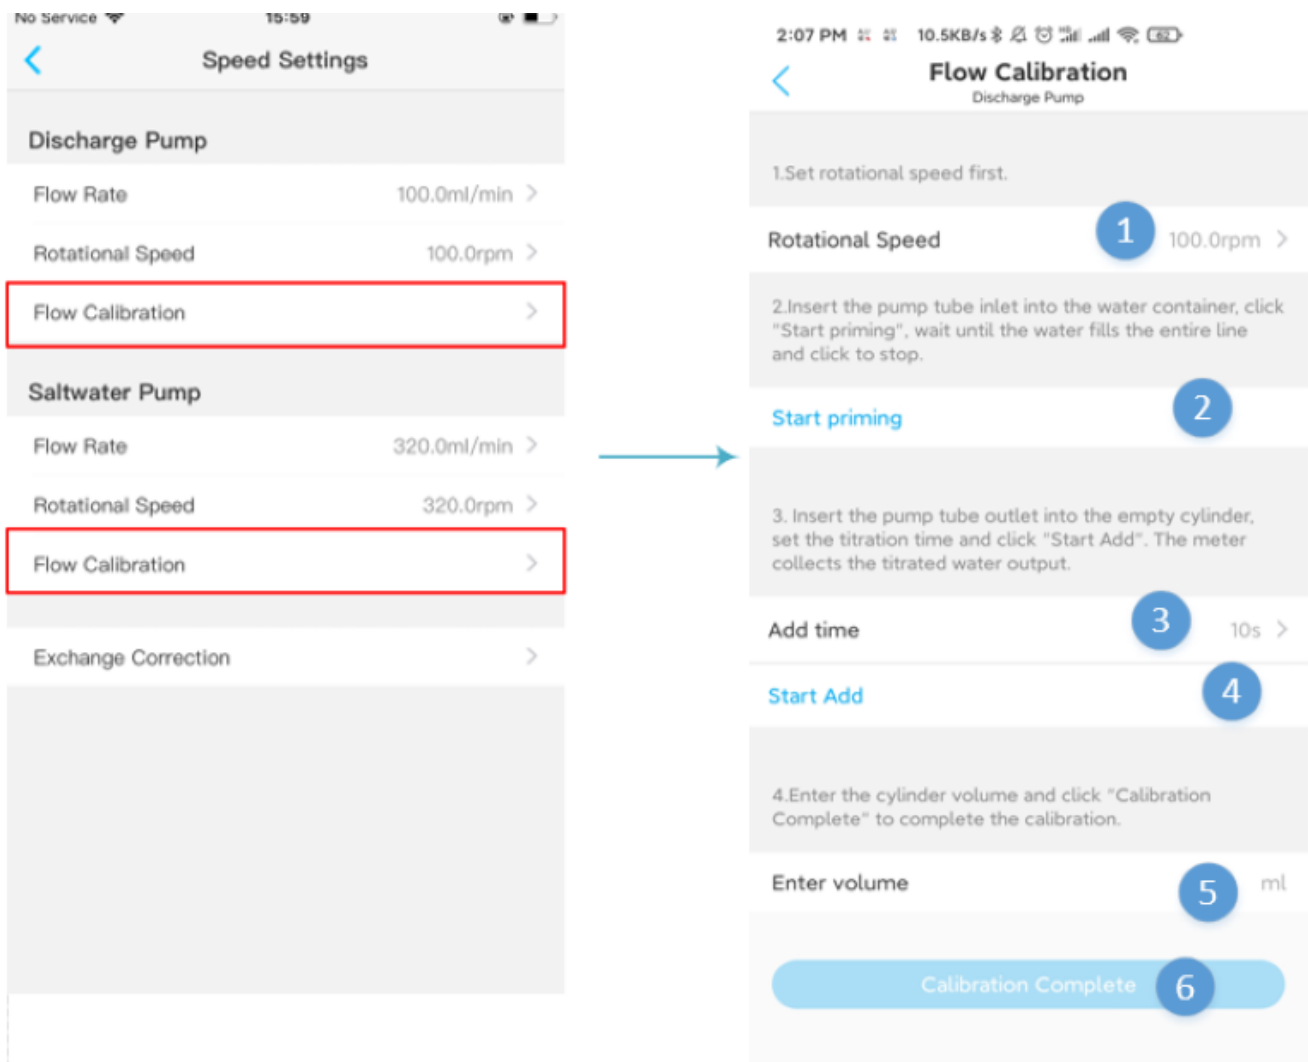 No Service 15:59
Speed Settings
Discharge Pump
Flow Rate 100.0ml/min
Rotational Speed 100.0rpm
Flow Calibration
Saltwater Pump
Flow Rate 320.0ml/min
Rotational Speed 320.0rpm
Flow Calibration
Exchange Correction
2:07 PM 10.5KB/s 62
Flow Calibration
Discharge Pump
1.Set rotational speed first.
Rotational Speed 1 100.0rpm
2.Insert the pump tube inlet into the water container, click
"Start priming", wait until the water fills the entire line
and click to stop.
Start priming 2
3. Insert the pump tube outlet into the empty cylinder,
set the titration time and click "Start Add". The meter
collects the titrated water output.
Add time 3 10s
Start Add 4
4.Enter the cylinder volume and click "Calibration
Complete" to complete the calibration.
Enter volume 5 ml
Calibration Complete 6